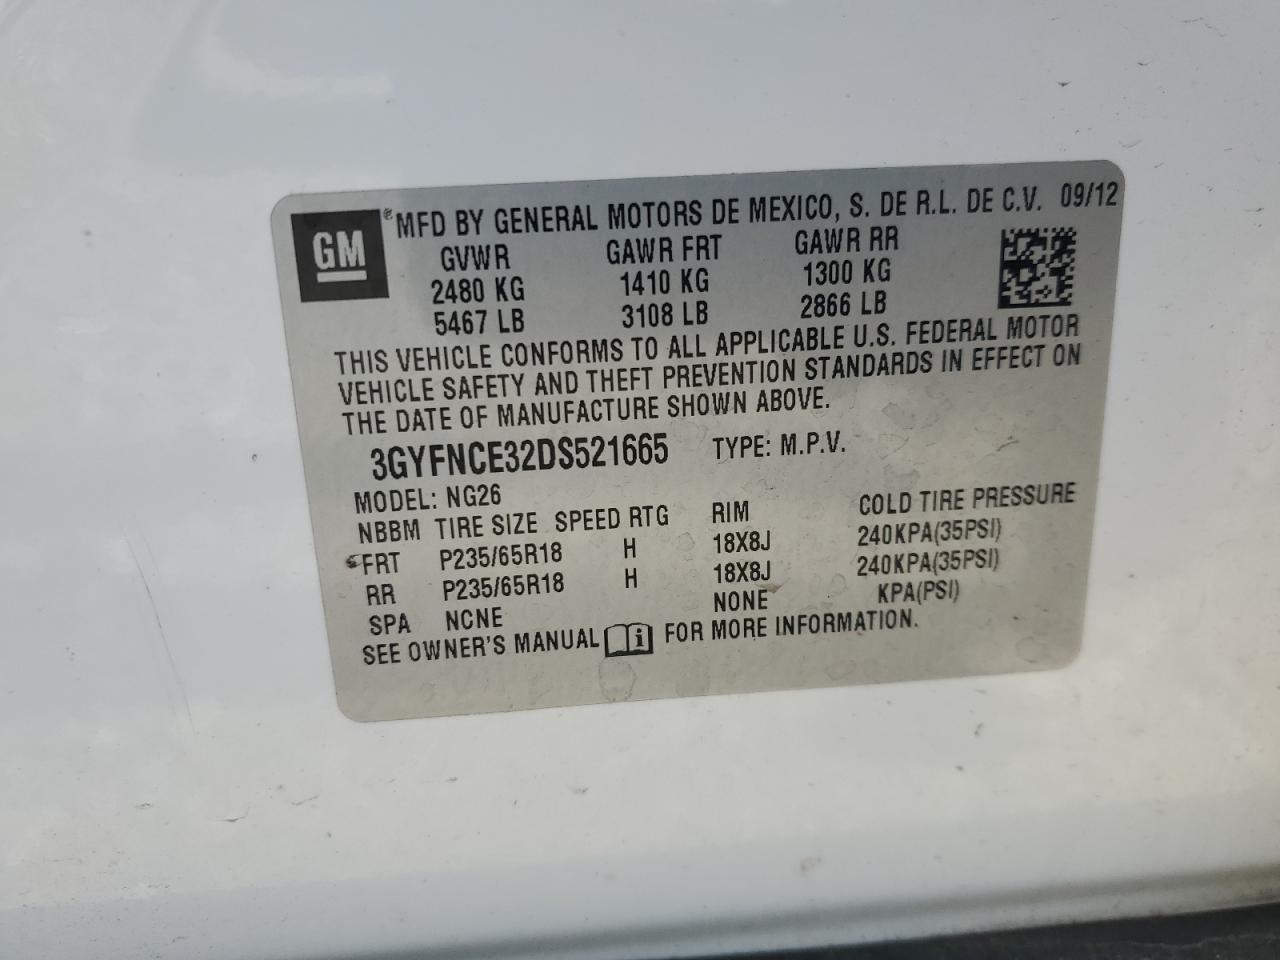 GM
MFD BY GENERAL MOTORS DE MEXICO, S. DE R.L. DE C.V. 09/12
GVWR GAWR FRT GAWR RR
2480 KG 1410 KG 1300 KG
5467 LB 3108 LB 2866 LB
THIS VEHICLE CONFORMS TO ALL APPLICABLE U.S. FEDERAL MOTOR
VEHICLE SAFETY AND THEFT PREVENTION STANDARDS IN EFFECT ON
THE DATE OF MANUFACTURE SHOWN ABOVE.
3GYFNCE32DS521665 TYPE: M.P.V.
MODEL: NG26
NBBM TIRE SIZE SPEED RTG RIM COLD TIRE PRESSURE
FRT P235/65R18 H 18X8J 240KPA(35PSI)
RR P235/65R18 H 18X8J 240KPA(35PSI)
SPA NONE NONE KPA(PSI)
SEE OWNER'S MANUAL FOR MORE INFORMATION.